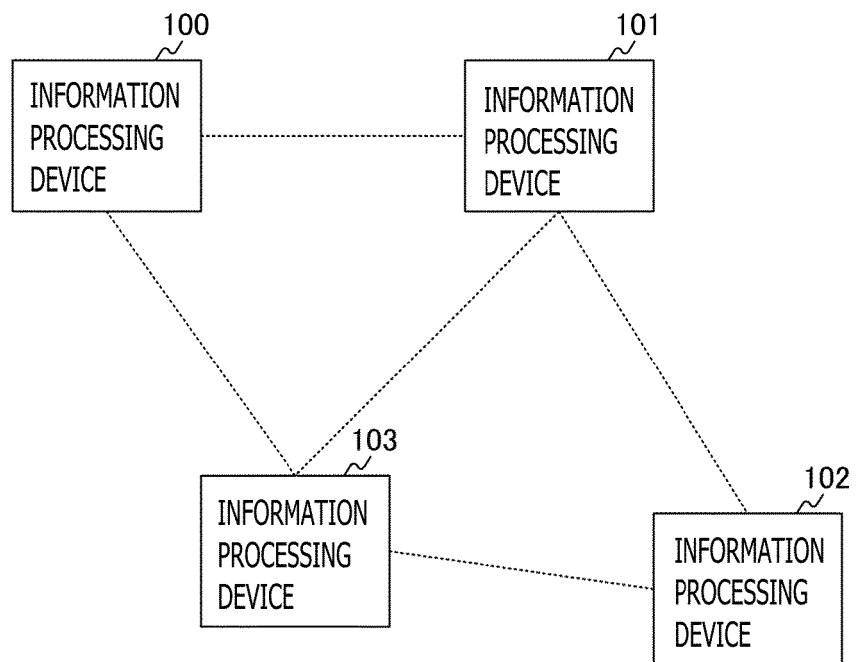 100
INFORMATION
PROCESSING
DEVICE
101
INFORMATION
PROCESSING
DEVICE
103
INFORMATION
PROCESSING
DEVICE
102
INFORMATION
PROCESSING
DEVICE